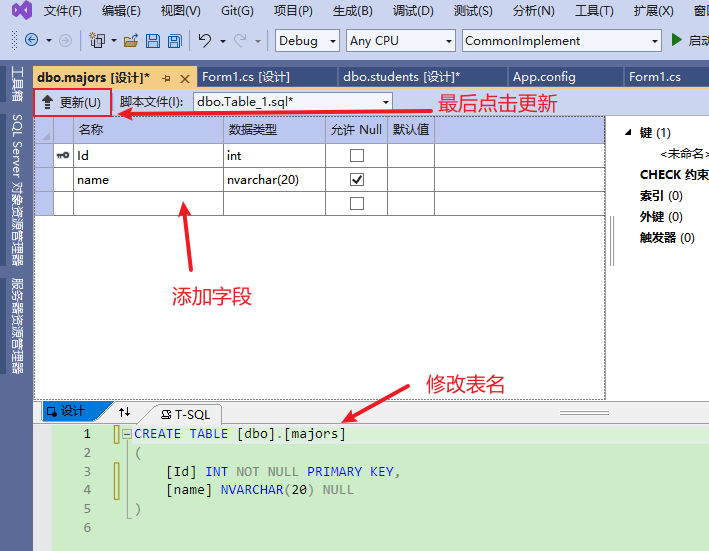 文件(F) 编辑(E) 视图(V) Git(G) 项目(P) 生成(B) 调试(D) 测试(S) 分析(N) 工具(T) 扩展(X)
Debug Any CPU CommonImplement
dbo.majors [设计]* Form1.cs [设计] dbo.students [设计]* App.config Form1.cs
更新(U) 脚本文件(I): dbo.Table_1.sql* 最后点击更新
名称 数据类型 允许 Null 默认值
Id int
name nvarchar(20)
键 (1)
<未命名>
CHECK 约束
索引 (0)
外键 (0)
触发器 (0)
工具箱
SQL Server 对象资源管理器
服务器资源管理器
添加字段
修改表名
设计 T-SQL
1 CREATE TABLE [dbo].[majors]
2 (
3 [Id] INT NOT NULL PRIMARY KEY,
4 [name] NVARCHAR(20) NULL
5 )
6